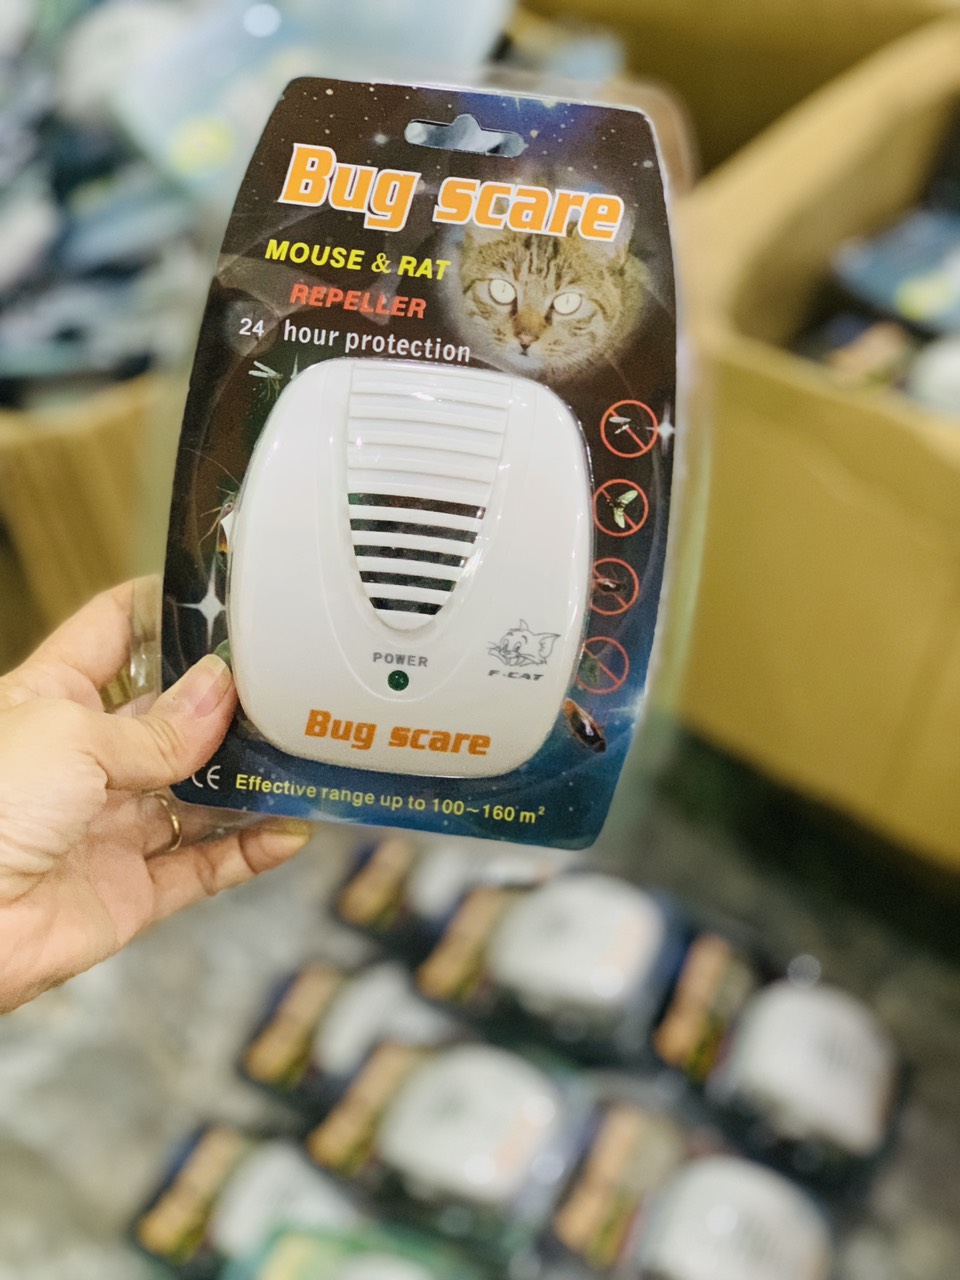 Bug scare
MOUSE & RAT
REPELLER
24 hour protection
POWER
F-CAT
Bug scare
CE Effective range up to 100~160 m²